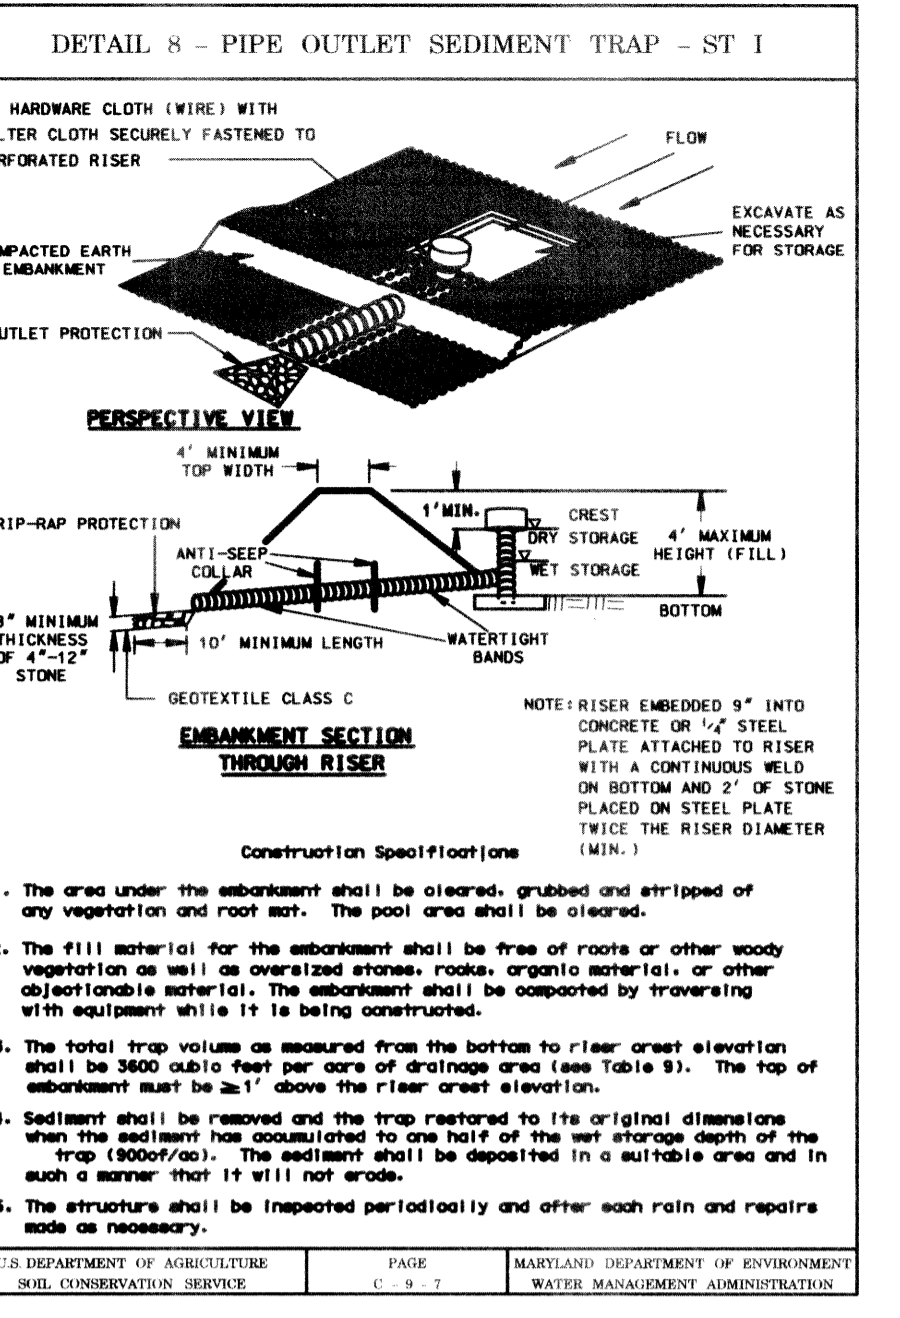 DETAIL 8 - PIPE OUTLET SEDIMENT TRAP - ST I
HARDWARE CLOTH (WIRE) WITH
LTER CLOTH SECURELY FASTENED TO
RFORATED RISER
FLOW
EXCAVATE AS
NECESSARY
FOR STORAGE
MPACTED EARTH
EMBANKMENT
UTLET PROTECTION
PERSPECTIVE VIEW
4' MINIMUM
TOP WIDTH
1'MIN.
CREST
DRY STORAGE
WET STORAGE
4' MAXIMUM
HEIGHT (FILL)
BOTTOM
RIP-RAP PROTECTION
ANTI-SEEP
COLLAR
8" MINIMUM
THICKNESS
OF 4"-12"
STONE
10' MINIMUM LENGTH
WATERTIGHT
BANDS
GEOTEXTILE CLASS C
EMBANKMENT SECTION
THROUGH RISER
NOTE: RISER EMBEDDED 9" INTO
CONCRETE OR 1/4" STEEL
PLATE ATTACHED TO RISER
WITH A CONTINUOUS WELD
ON BOTTOM AND 2' OF STONE
PLACED ON STEEL PLATE
TWICE THE RISER DIAMETER
(MIN.)
Construction Specifications
. The area under the embankment shall be cleared, grubbed and stripped of
any vegetation and root mat. The pool area shall be cleared.
. The fill material for the embankment shall be free of roots or other woody
vegetation as well as oversized stones, rocks, organic material, or other
objectionable material. The embankment shall be compacted by traversing
with equipment while it is being constructed.
3. The total trap volume as measured from the bottom to riser crest elevation
shall be 3600 cubic feet per acre of drainage area (see Table 9). The top of
embankment must be ≥1' above the riser crest elevation.
4. Sediment shall be removed and the trap restored to its original dimensions
when the sediment has accumulated to one half of the wet storage depth of the
trap (900cf/ac). The sediment shall be deposited in a suitable area and in
such a manner that it will not erode.
5. The structure shall be inspected periodically and after each rain and repairs
made as necessary.
U.S. DEPARTMENT OF AGRICULTURE
SOIL CONSERVATION SERVICE
PAGE
C - 9 - 7
MARYLAND DEPARTMENT OF ENVIRONMENT
WATER MANAGEMENT ADMINISTRATION